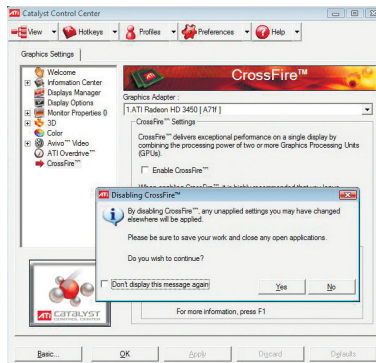 ATI Catalyst Control Center
View Hotkeys Profiles Preferences Help
Graphics Settings
Welcome
Information Center
Displays Manager
Display Options
Monitor Properties 0
3D
Color
Avivo™ Video
ATI Overdrive™
CrossFire™
CrossFire™
Graphics Adapter :
1.ATI Radeon HD 3450 [ A71f ]
CrossFire™ Settings
CrossFire™ delivers exceptional performance on a single display by
combining the processing power of two or more Graphics Processing Units
(GPUs).
Enable CrossFire™
Disabling CrossFire™
By disabling CrossFire™, any unapplied settings you may have changed
elsewhere will be applied.
Please be sure to save your work and close any open applications.
Do you wish to continue?
Don't display this message again
Yes No
ATI CATALYST
CONTROL CENTER
For more information, press F1
Basic... OK Apply Discard Defaults